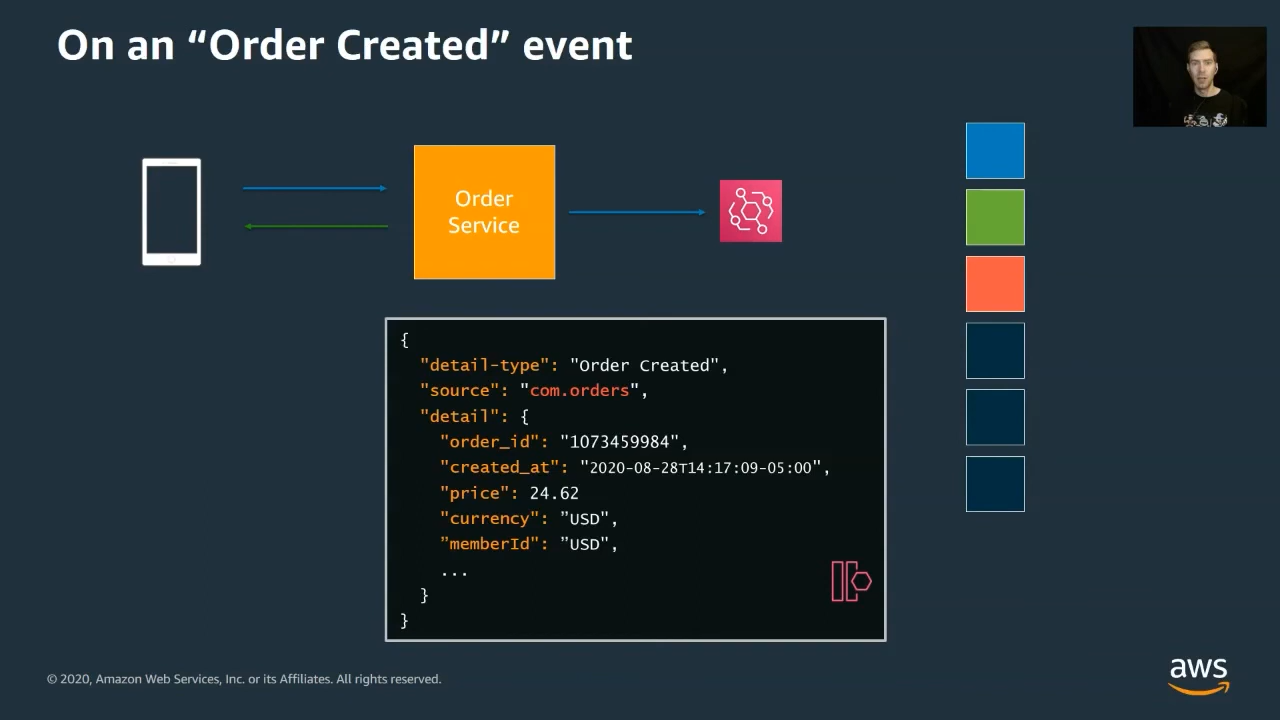 On an “Order Created” event
Order
Service
{
"detail-type": "Order Created",
"source": "com.orders",
"detail": {
"order_id": "1073459984",
"created_at": "2020-08-28T14:17:09-05:00",
"price": 24.62
"currency": ”USD",
”memberId": ”USD",
...
}
}
© 2020, Amazon Web Services, Inc. or its Affiliates. All rights reserved.
aws